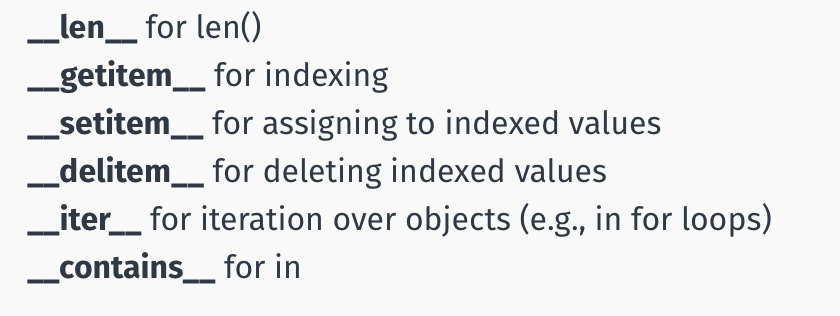 __len__ for len()
__getitem__ for indexing
__setitem__ for assigning to indexed values
__delitem__ for deleting indexed values
__iter__ for iteration over objects (e.g., in for loops)
__contains__ for in